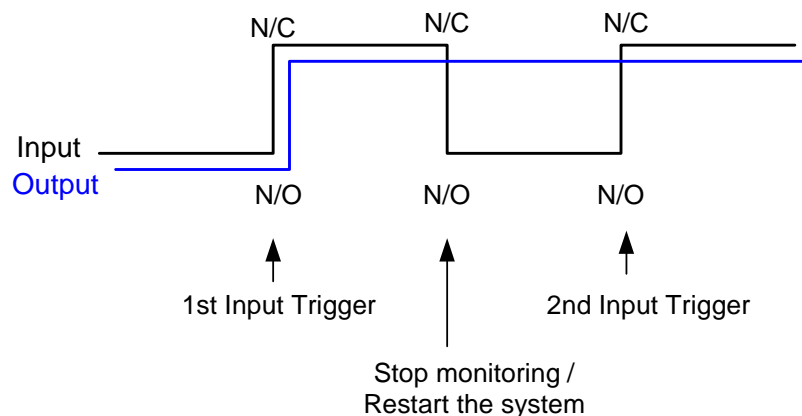 N/C N/C N/C
Input
Output
N/O N/O N/O
1st Input Trigger 2nd Input Trigger
Stop monitoring /
Restart the system